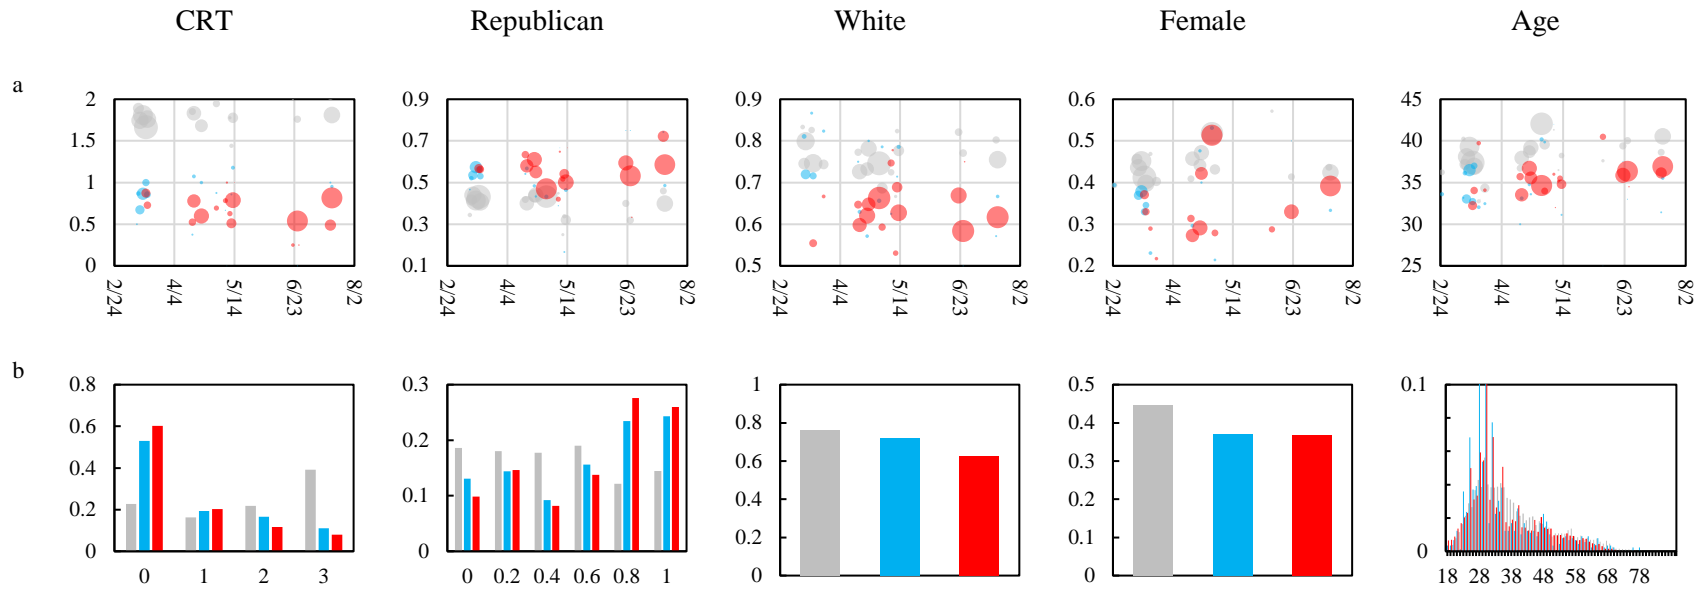 CRT Republican White Female Age
a
2 0.9 0.9 0.6 45
1.5 0.7 0.8 0.5 40
1 0.5 0.7 0.4 35
0.5 0.3 0.6 0.3 30
0 0.1 0.5 0.2 25
2/24 4/4 5/14 6/23 8/2 2/24 4/4 5/14 6/23 8/2 2/24 4/4 5/14 6/23 8/2 2/24 4/4 5/14 6/23 8/2 2/24 4/4 5/14 6/23 8/2
b
0.8 0.3 1 0.5 0.1
0.6 0.2 0.8 0.4
0.4 0.1 0.6 0.3
0.2 0 0.4 0.2
0 0.2 0.1 0
0 1 2 3 0 0.2 0.4 0.6 0.8 1 0 0 18 28 38 48 58 68 78